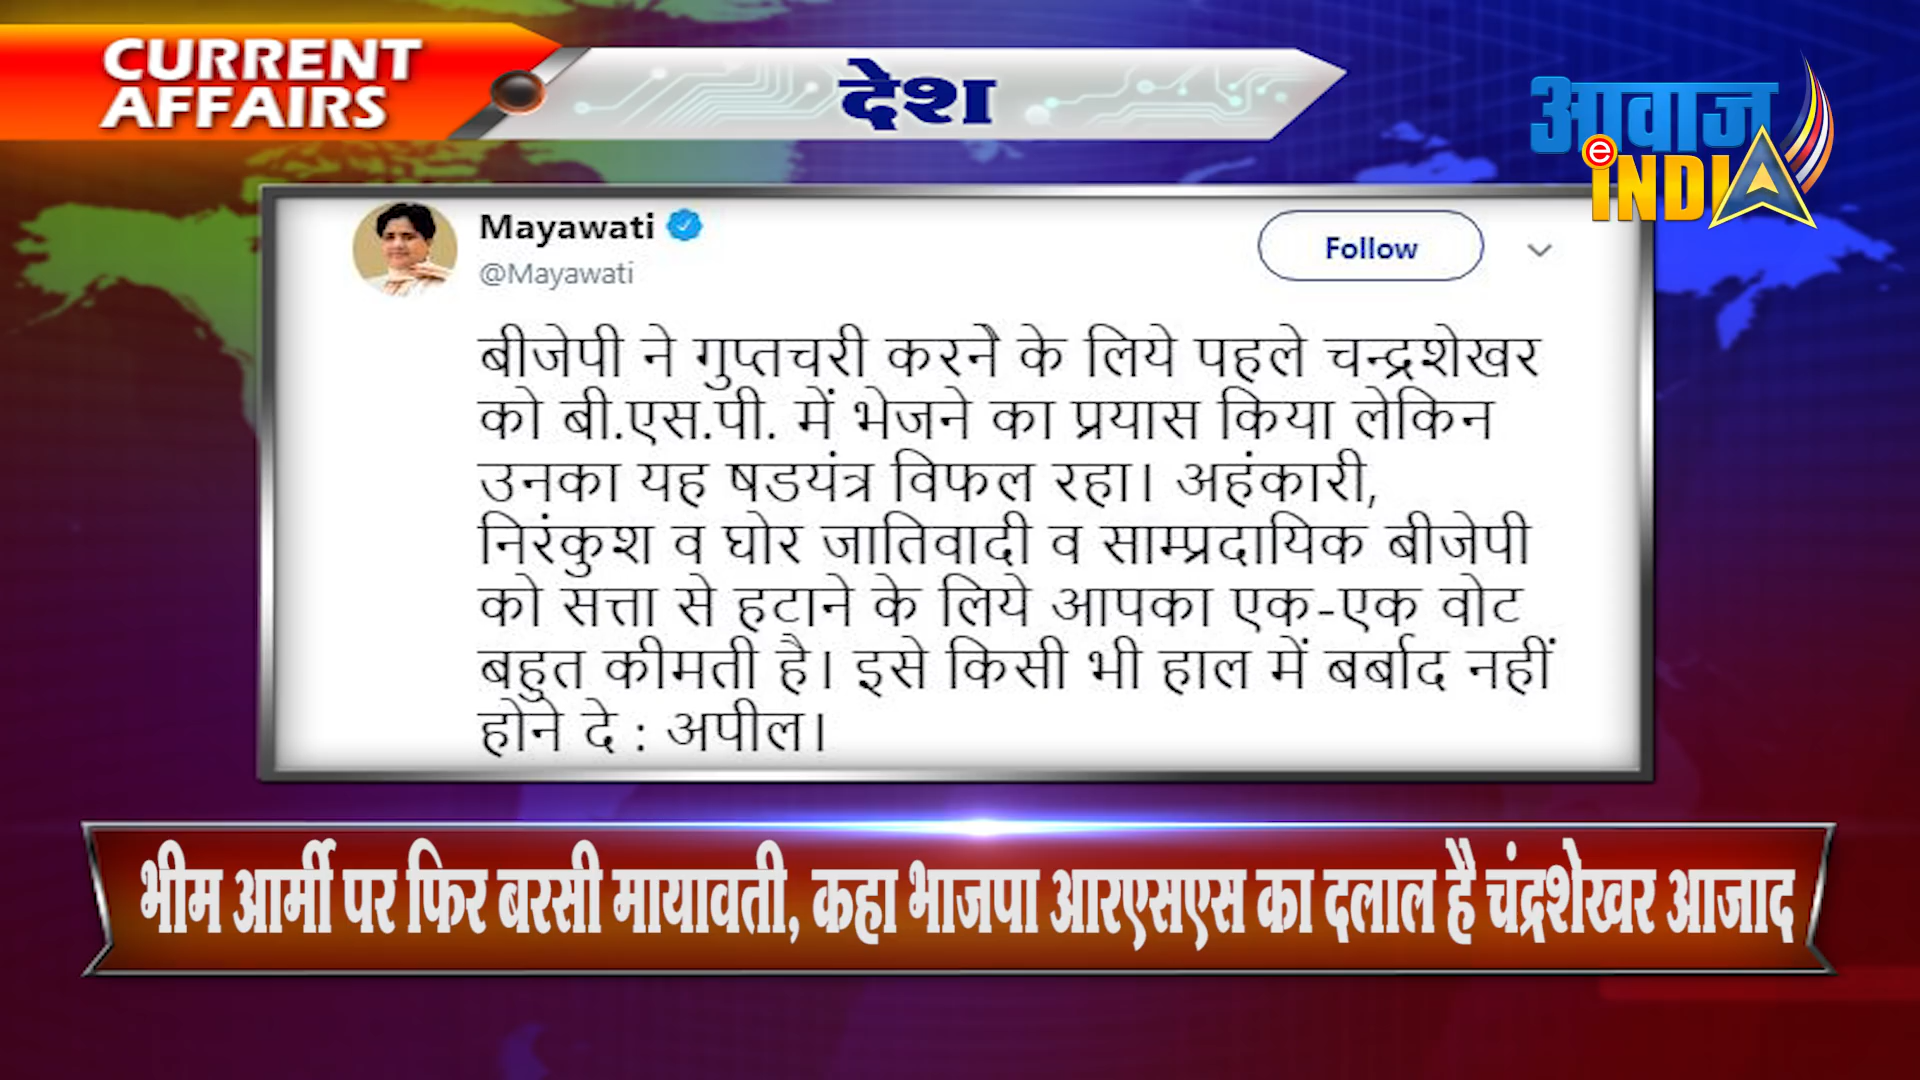 CURRENT
AFFAIRS
देश
आवाज
e
INDIA
Mayawati
@Mayawati
Follow
बीजेपी ने गुप्तचरी करनेे के लिये पहले चन्द्रशेखर
को बी.एस.पी. में भेजने का प्रयास किया लेकिन
उनका यह षडयंत्र विफल रहा। अहंकारी,
निरंकुश व घोर जातिवादी व साम्प्रदायिक बीजेपी
को सत्ता से हटाने के लिये आपका एक-एक वोट
बहुत कीमती है। इसे किसी भी हाल में बर्बाद नहीं
होने दे : अपील।
भीम आर्मी पर फिर बरसी मायावती, कहा भाजपा आरएसएस का दलाल है चंद्रशेखर आजाद